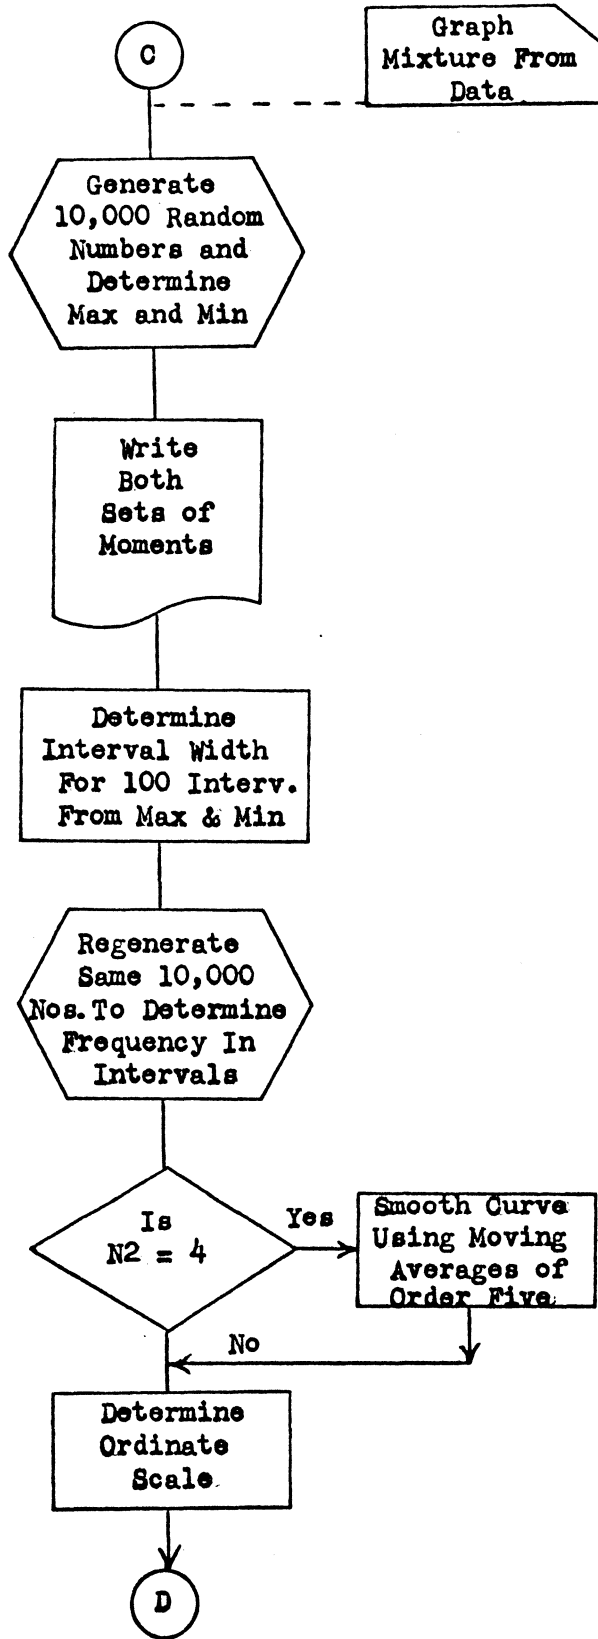 C
Graph
Mixture From
Data
Generate
10,000 Random
Numbers and
Determine
Max and Min
Write
Both
Sets of
Moments
Determine
Interval Width
For 100 Interv.
From Max & Min
Regenerate
Same 10,000
Nos. To Determine
Frequency In
Intervals
Is
N2 = 4
Yes
Smooth Curve
Using Moving
Averages of
Order Five
No
Determine
Ordinate
Scale
D